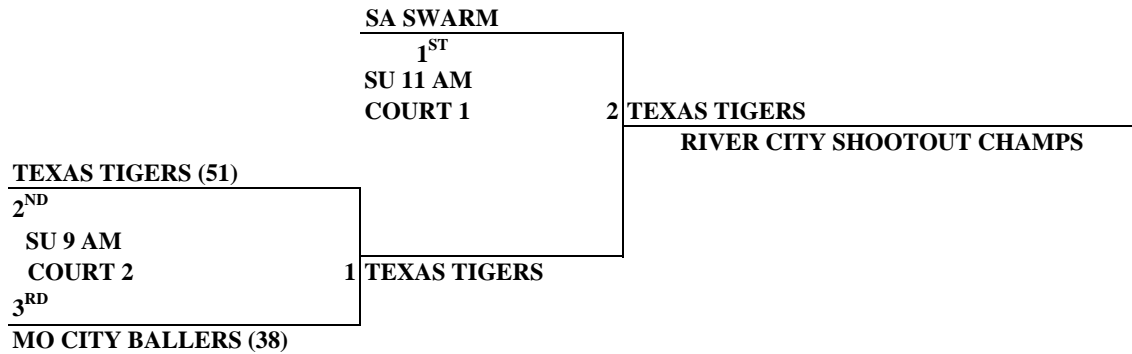 SA SWARM
1ST
SU 11 AM
COURT 1
2 TEXAS TIGERS
RIVER CITY SHOOTOUT CHAMPS
TEXAS TIGERS (51)
2ND
SU 9 AM
COURT 2
1 TEXAS TIGERS
3RD
MO CITY BALLERS (38)